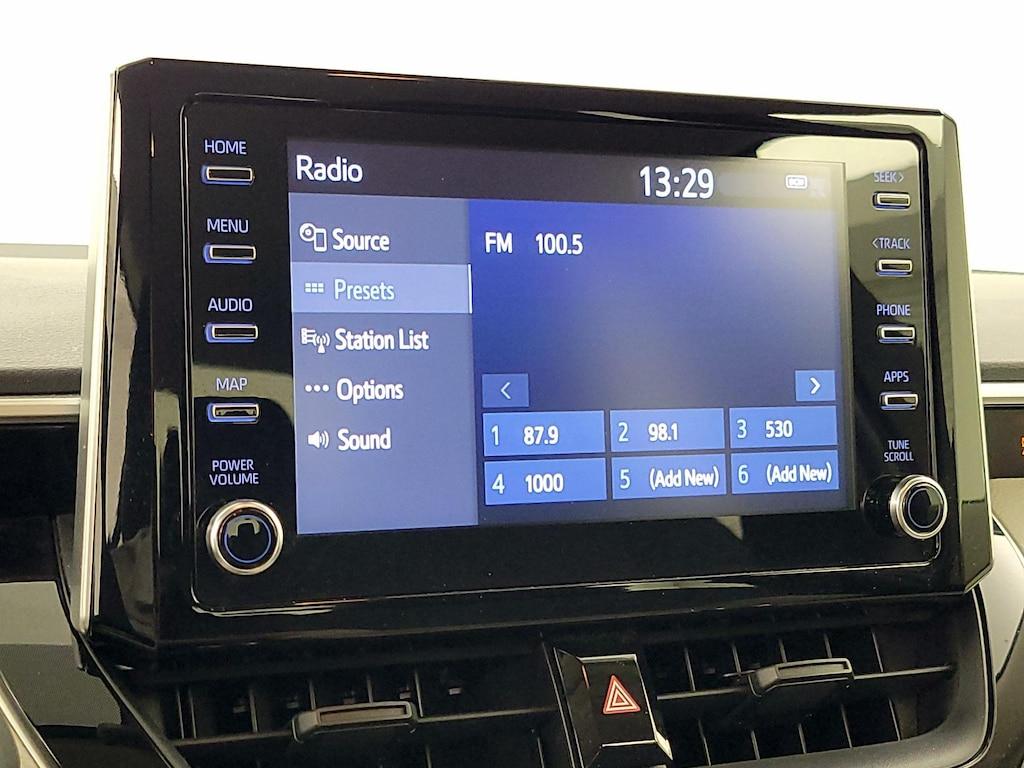 HOME
MENU
AUDIO
MAP
POWER
VOLUME
Radio
13:29
Source
Presets
Station List
Options
Sound
FM 100.5
<
>
1 87.9
2 98.1
3 530
4 1000
5 (Add New)
6 (Add New)
SEEK>
<TRACK
PHONE
APPS
TUNE
SCROLL